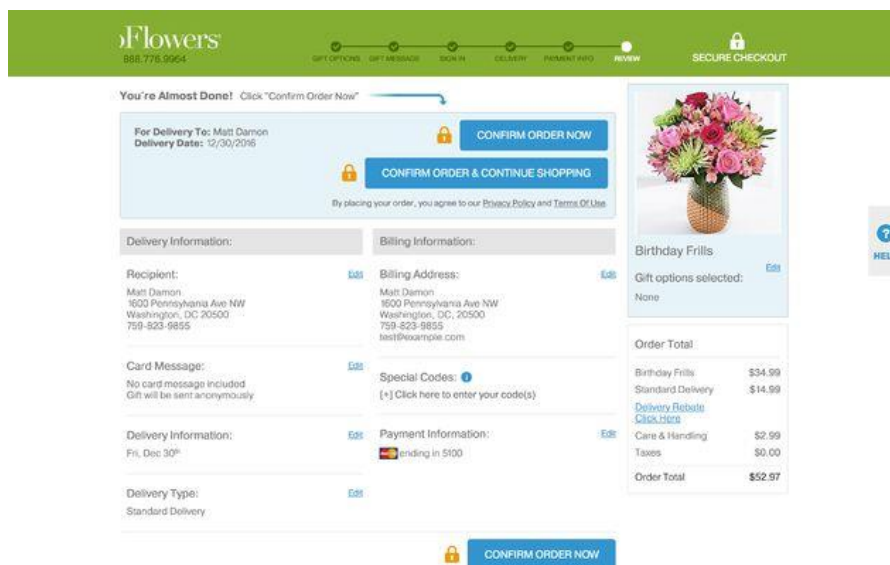 oFlowers
888.776.9964
GIFT OPTIONS GIFT MESSAGE SIGN IN DELIVERY PAYMENT INFO REVIEW
SECURE CHECKOUT
You're Almost Done! Click "Confirm Order Now"
For Delivery To: Matt Damon
Delivery Date: 12/30/2016
CONFIRM ORDER NOW
CONFIRM ORDER & CONTINUE SHOPPING
By placing your order, you agree to our Privacy Policy and Terms Of Use
Delivery Information:
Recipient: Edit
Matt Damon
1600 Pennsylvania Ave NW
Washington, DC 20500
759-823-9855
Card Message: Edit
No card message included
Gift will be sent anonymously
Delivery Information: Edit
Fri, Dec 30th
Delivery Type: Edit
Standard Delivery
Billing Information:
Billing Address: Edit
Matt Damon
1600 Pennsylvania Ave NW
Washington, DC, 20500
759-823-9855
test@example.com
Special Codes:
[+] Click here to enter your code(s)
Payment Information: Edit
ending in 5100
CONFIRM ORDER NOW
Birthday Frills
Edit
Gift options selected:
None
Order Total
Birthday Frills $34.99
Standard Delivery $14.99
Delivery Rebate
Click Here
Care & Handling $2.99
Taxes $0.00
Order Total $52.97
?
HEL